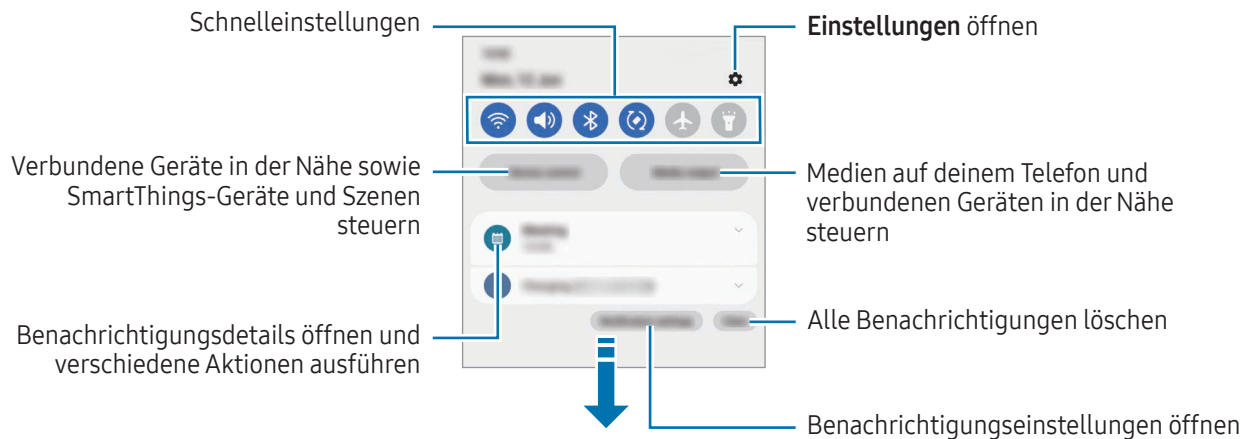 Schnelleinstellungen
Einstellungen öffnen
Verbundene Geräte in der Nähe sowie
SmartThings-Geräte und Szenen
steuern
Medien auf deinem Telefon und
verbundenen Geräten in der Nähe
steuern
Benachrichtigungsdetails öffnen und
verschiedene Aktionen ausführen
Alle Benachrichtigungen löschen
Benachrichtigungseinstellungen öffnen